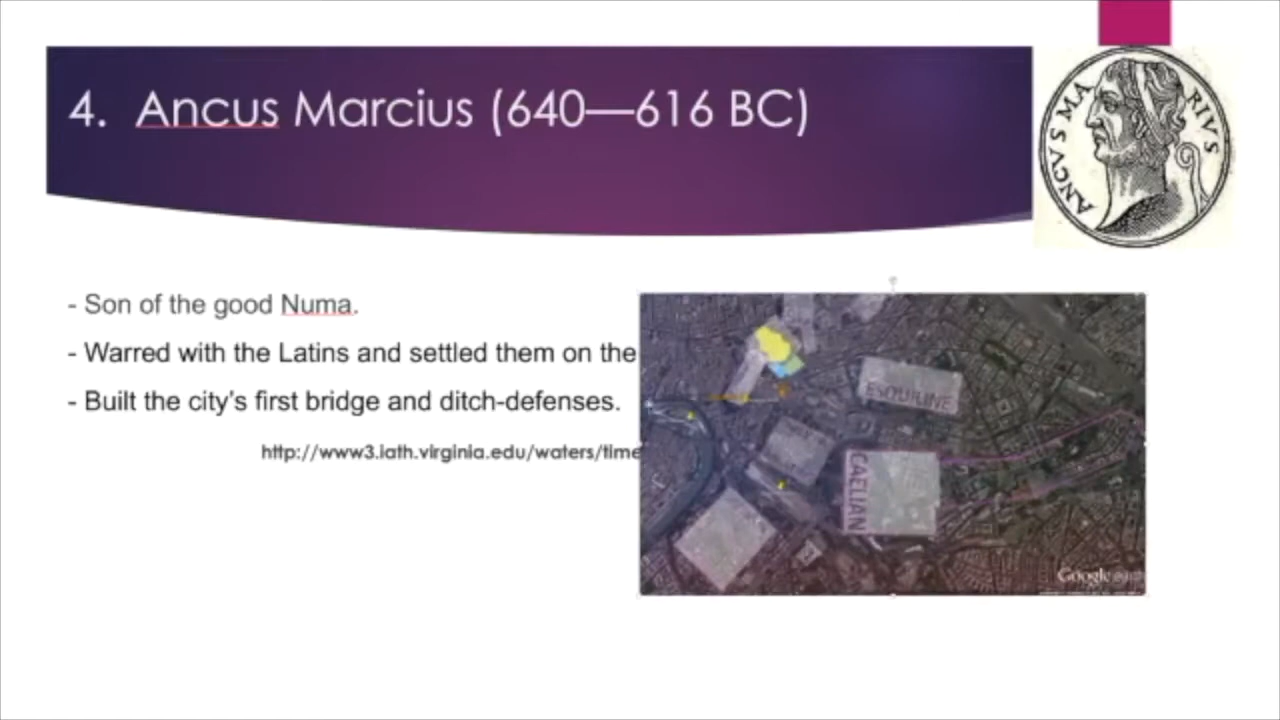 4. Ancus Marcius (640—616 BC)
ANCVS MA RIVS
- Son of the good Numa.
- Warred with the Latins and settled them on the
- Built the city's first bridge and ditch-defenses.
http://www3.iath.virginia.edu/waters/time
ESQUILINE
CAELIAN
Google